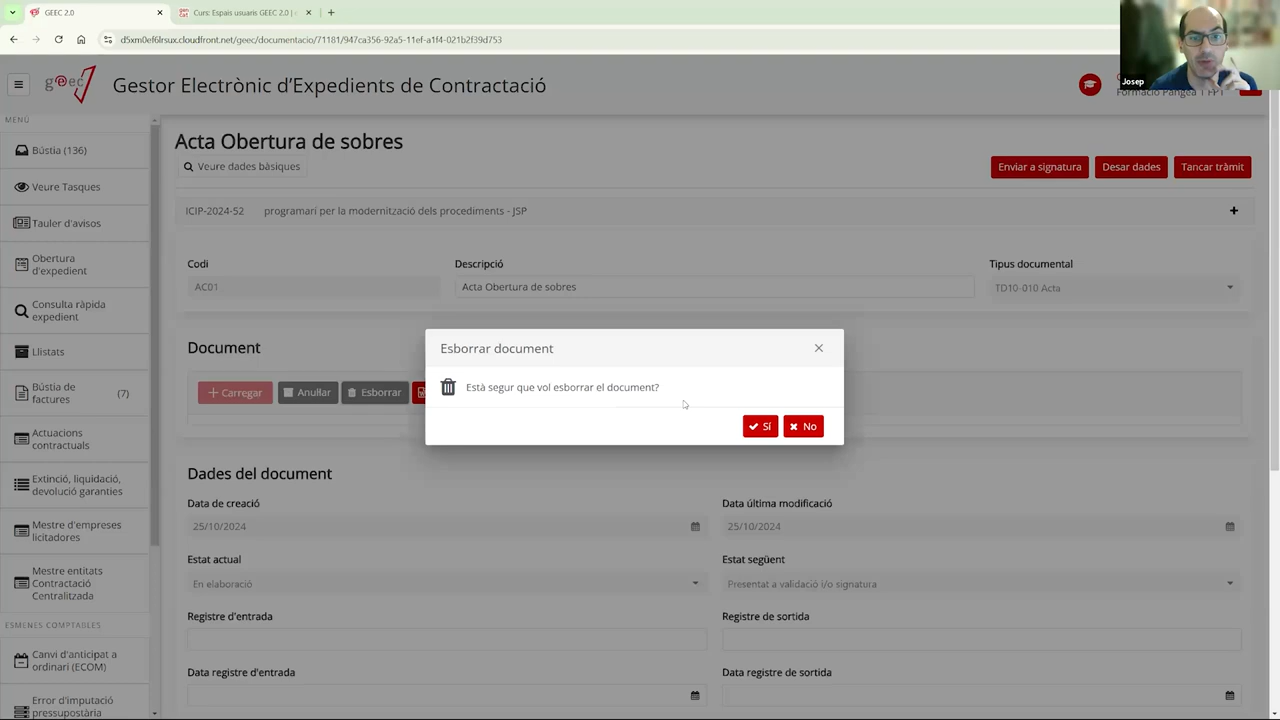 GEEC 2.0
Curs: Espais usuaris GEEC 2.0 |
d5xm0ef6lrsux.cloudfront.net/geec/documentacio/71181/947ca356-92a5-11ef-a1f4-021b2f39d753
Josep
geec
Gestor Electrònic d'Expedients de Contractació
Formació Pangea 1 FPT
MENÚ
Bústia (136)
Veure Tasques
Tauler d'avisos
Obertura
d'expedient
Consulta ràpida
expedient
Llistats
Bústia de
factures
(7)
Actuacions
contractuals
Extinció, liquidació,
devolució garanties
Mestre d'empreses
licitadores
Mestre entitats
Contractació
Centralitzada
ESMENES COMPTABLES
Canvi d'anticipat a
ordinari (ECOM)
Error d'imputació
pressupostària
Acta Obertura de sobres
Veure dades bàsiques
Enviar a signatura
Desar dades
Tancar tràmit
ICIP-2024-52 programari per la modernització dels procediments - JSP
Codi
Descripció
Tipus documental
AC01
Acta Obertura de sobres
TD10-010 Acta
Document
Carregar
Anul·lar
Esborrar
Esborrar document
Està segur que vol esborrar el document?
Sí
No
Dades del document
Data de creació
Data última modificació
25/10/2024
25/10/2024
Estat actual
Estat següent
En elaboració
Presentat a validació i/o signatura
Registre d'entrada
Registre de sortida
Data registre d'entrada
Data registre de sortida